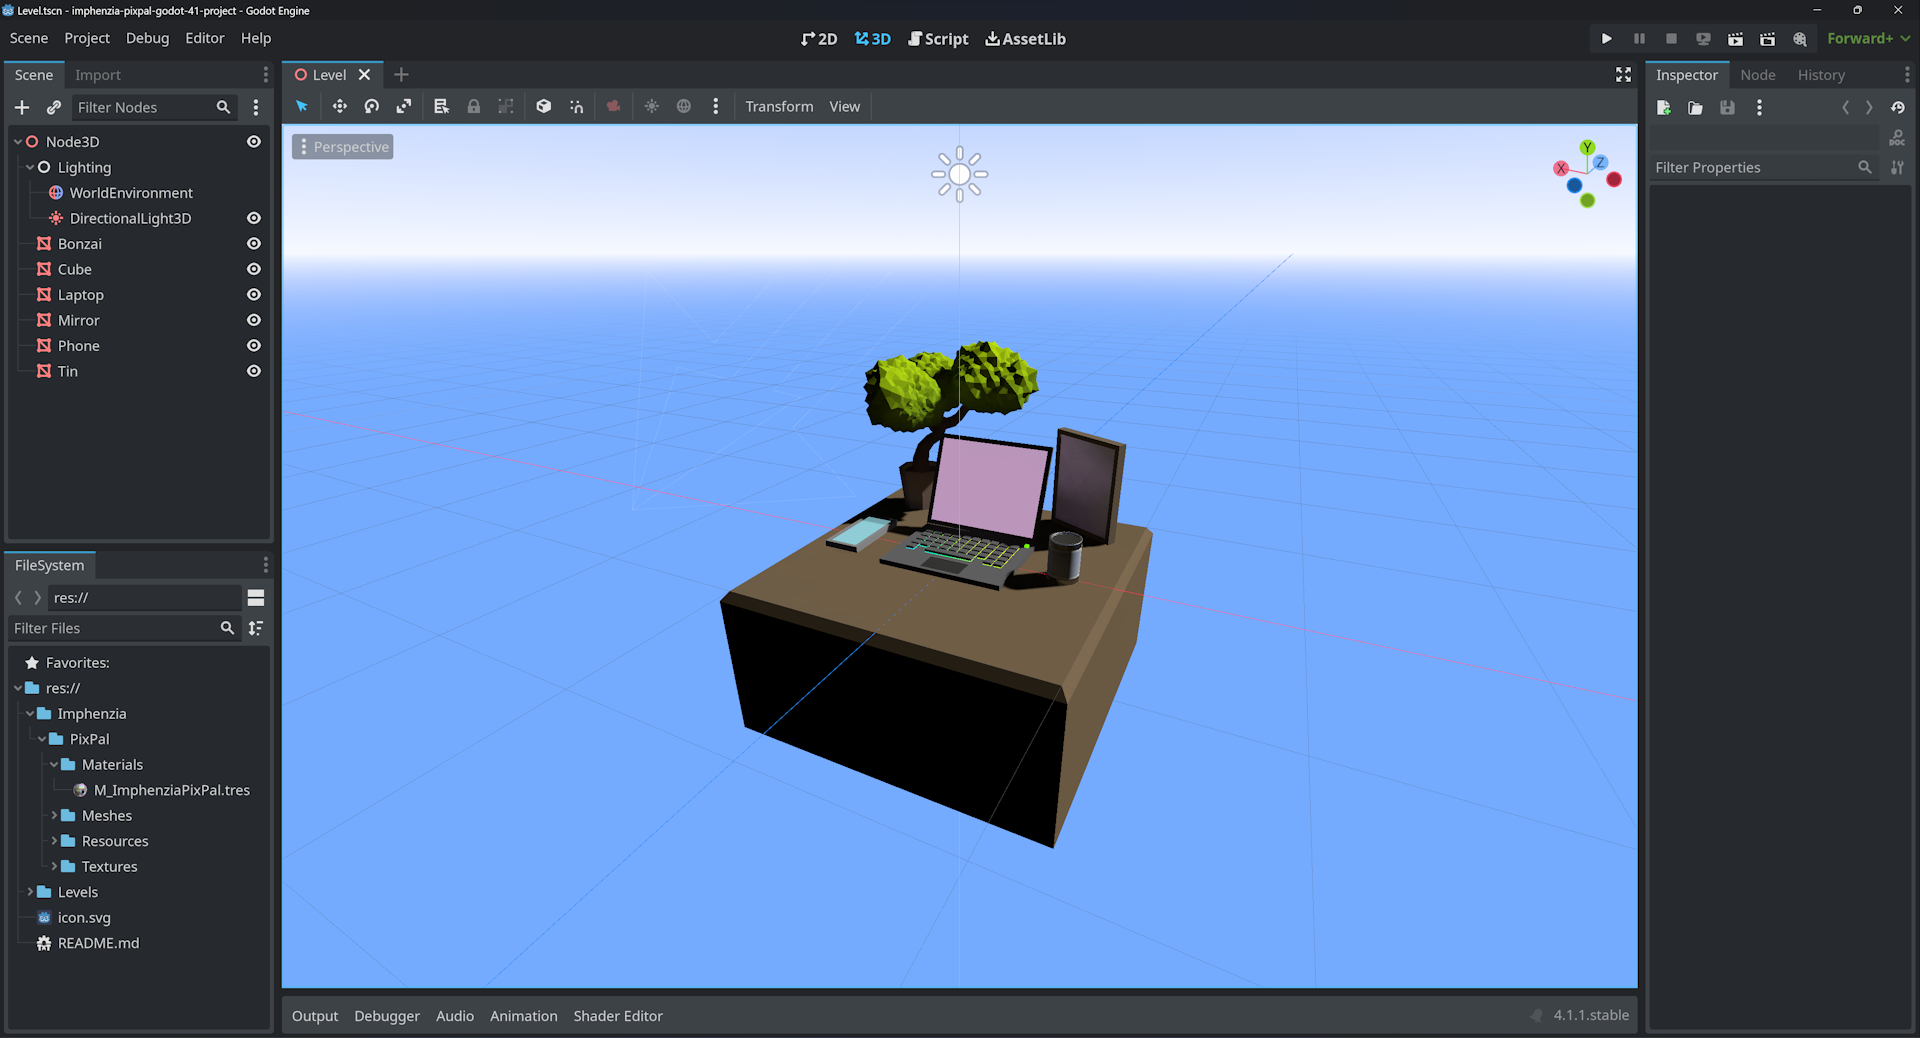 Level.tscn - imphenzia-pixpal-godot-41-project - Godot Engine
Scene Project Debug Editor Help
2D 3D Script AssetLib
Forward+
Scene Import
Filter Nodes
Node3D
Lighting
WorldEnvironment
DirectionalLight3D
Bonzai
Cube
Laptop
Mirror
Phone
Tin
FileSystem
res://
Filter Files
Favorites:
res://
Imphenzia
PixPal
Materials
M_ImphenziaPixPal.tres
Meshes
Resources
Textures
Levels
icon.svg
README.md
Level
Transform View
Perspective
Y
X
Z
Output Debugger Audio Animation Shader Editor
4.1.1.stable
Inspector Node History
DOC
Filter Properties